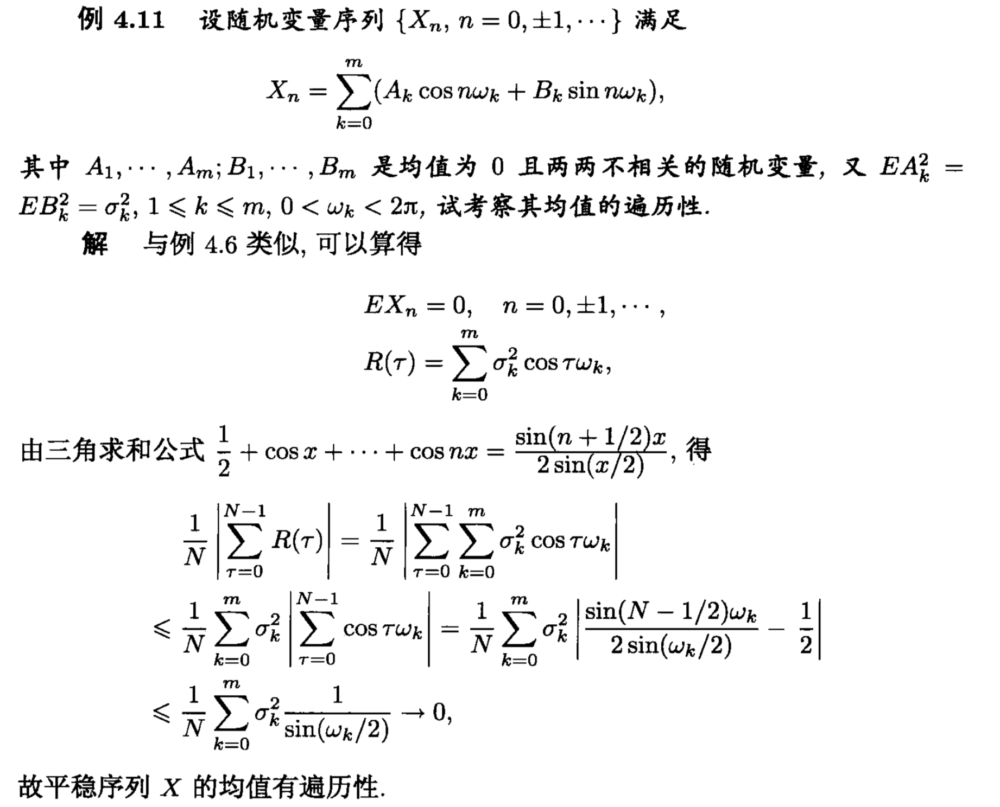 例 4.11 设随机变量序列 {Xₙ, n = 0, ±1, ⋯} 满足
$$X_n = \sum_{k=0}^{m} (A_k \cos n\omega_k + B_k \sin n\omega_k),$$
其中 $A_1, \cdots, A_m; B_1, \cdots, B_m$ 是均值为 0 且两两不相关的随机变量, 又 $EA_k^2 =$
$EB_k^2 = \sigma_k^2, 1 \leqslant k \leqslant m, 0 < \omega_k < 2\pi$, 试考察其均值的遍历性.
解 与例 4.6 类似, 可以算得
$$EX_n = 0, \quad n = 0, \pm 1, \cdots,$$
$$R(\tau) = \sum_{k=0}^{m} \sigma_k^2 \cos \tau\omega_k,$$
由三角求和公式 $\frac{1}{2} + \cos x + \cdots + \cos nx = \frac{\sin(n + 1/2)x}{2\sin(x/2)}$, 得
$$\frac{1}{N} \left| \sum_{\tau=0}^{N-1} R(\tau) \right| = \frac{1}{N} \left| \sum_{\tau=0}^{N-1} \sum_{k=0}^{m} \sigma_k^2 \cos \tau\omega_k \right|$$
$$\leqslant \frac{1}{N} \sum_{k=0}^{m} \sigma_k^2 \left| \sum_{\tau=0}^{N-1} \cos \tau\omega_k \right| = \frac{1}{N} \sum_{k=0}^{m} \sigma_k^2 \left| \frac{\sin(N - 1/2)\omega_k}{2\sin(\omega_k/2)} - \frac{1}{2} \right|$$
$$\leqslant \frac{1}{N} \sum_{k=0}^{m} \sigma_k^2 \frac{1}{\sin(\omega_k/2)} \to 0,$$
故平稳序列 $X$ 的均值有遍历性.